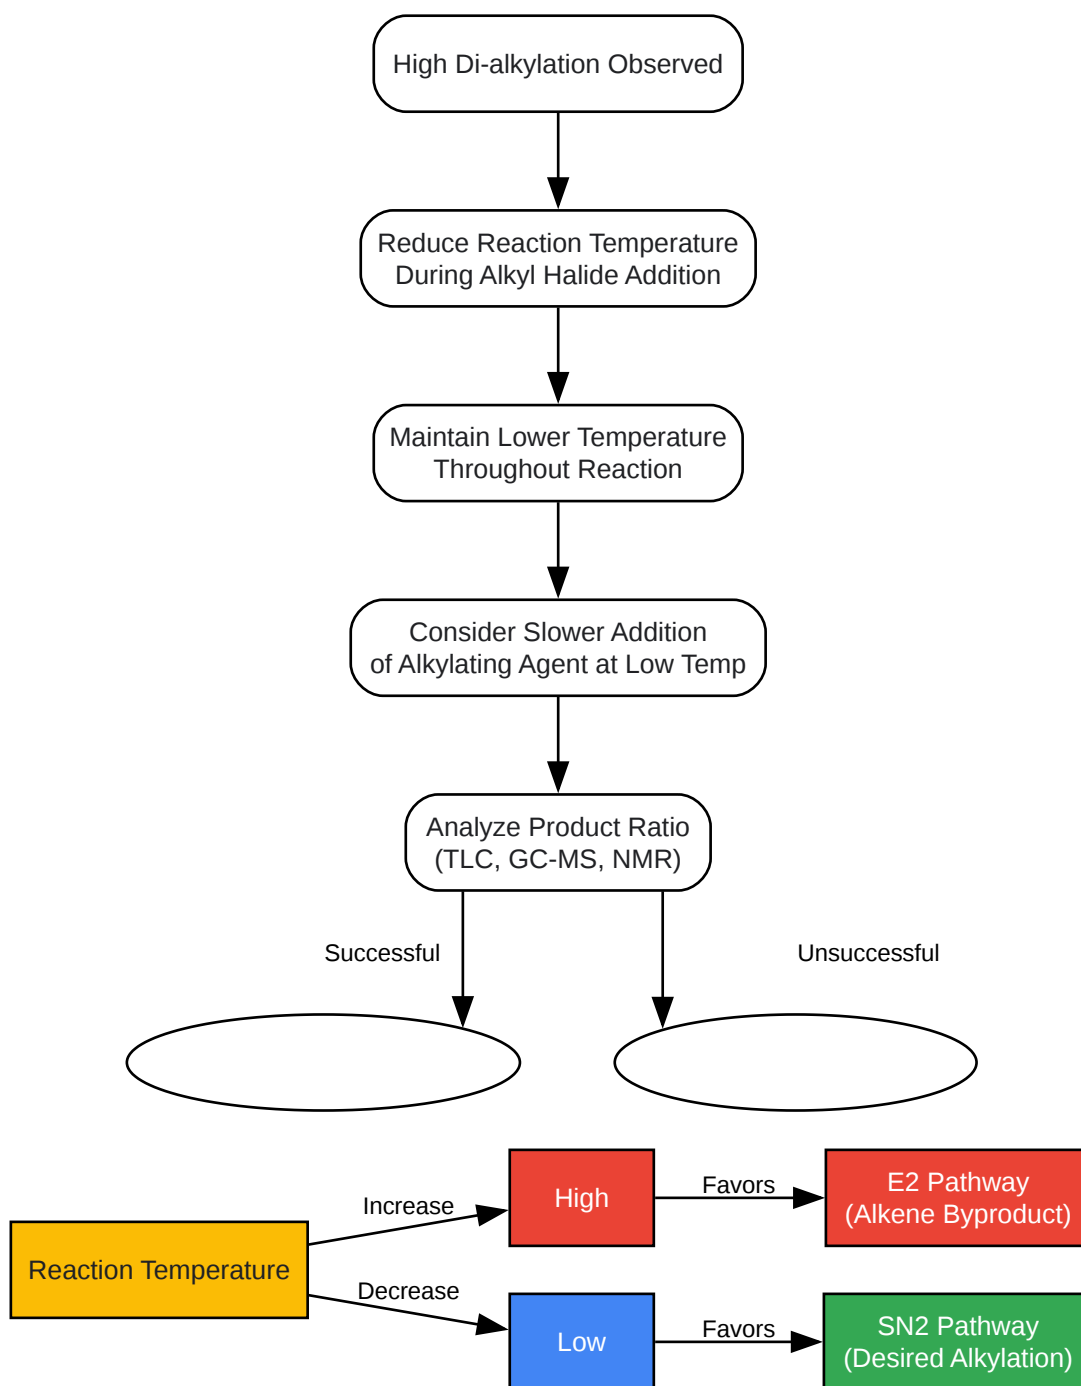 High Di-alkylation Observed
Reduce Reaction Temperature
During Alkyl Halide Addition
Maintain Lower Temperature
Throughout Reaction
Consider Slower Addition
of Alkylating Agent at Low Temp
Analyze Product Ratio
(TLC, GC-MS, NMR)
Successful
Unsuccessful
Reaction Temperature
Increase
High
Favors
E2 Pathway
(Alkene Byproduct)
Decrease
Low
Favors
SN2 Pathway
(Desired Alkylation)